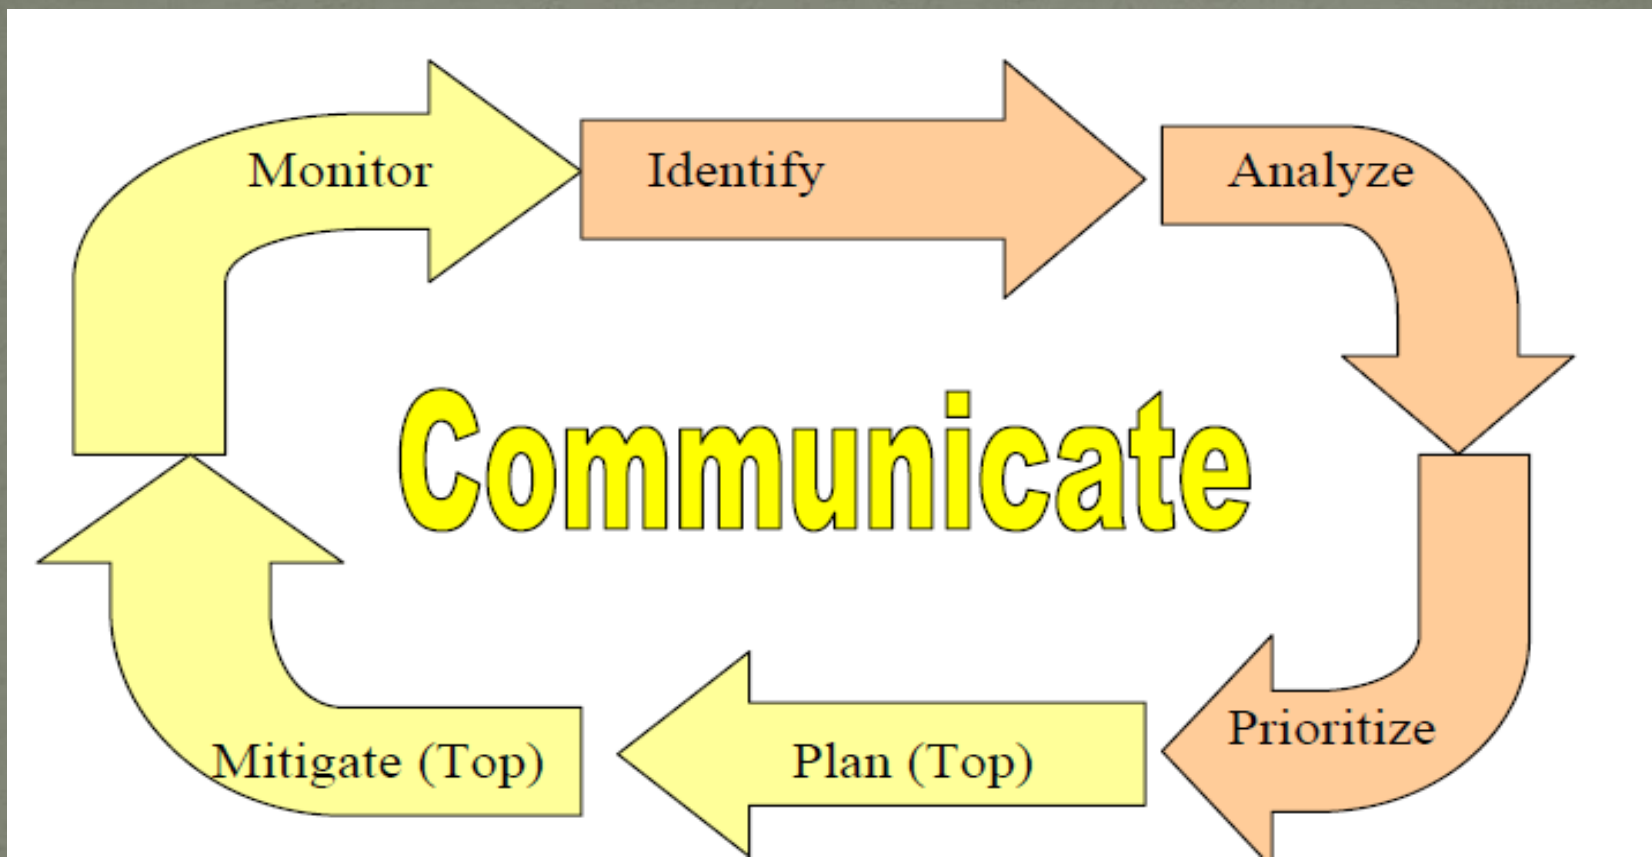 Monitor
Identify
Analyze
Communicate
Prioritize
Plan (Top)
Mitigate (Top)